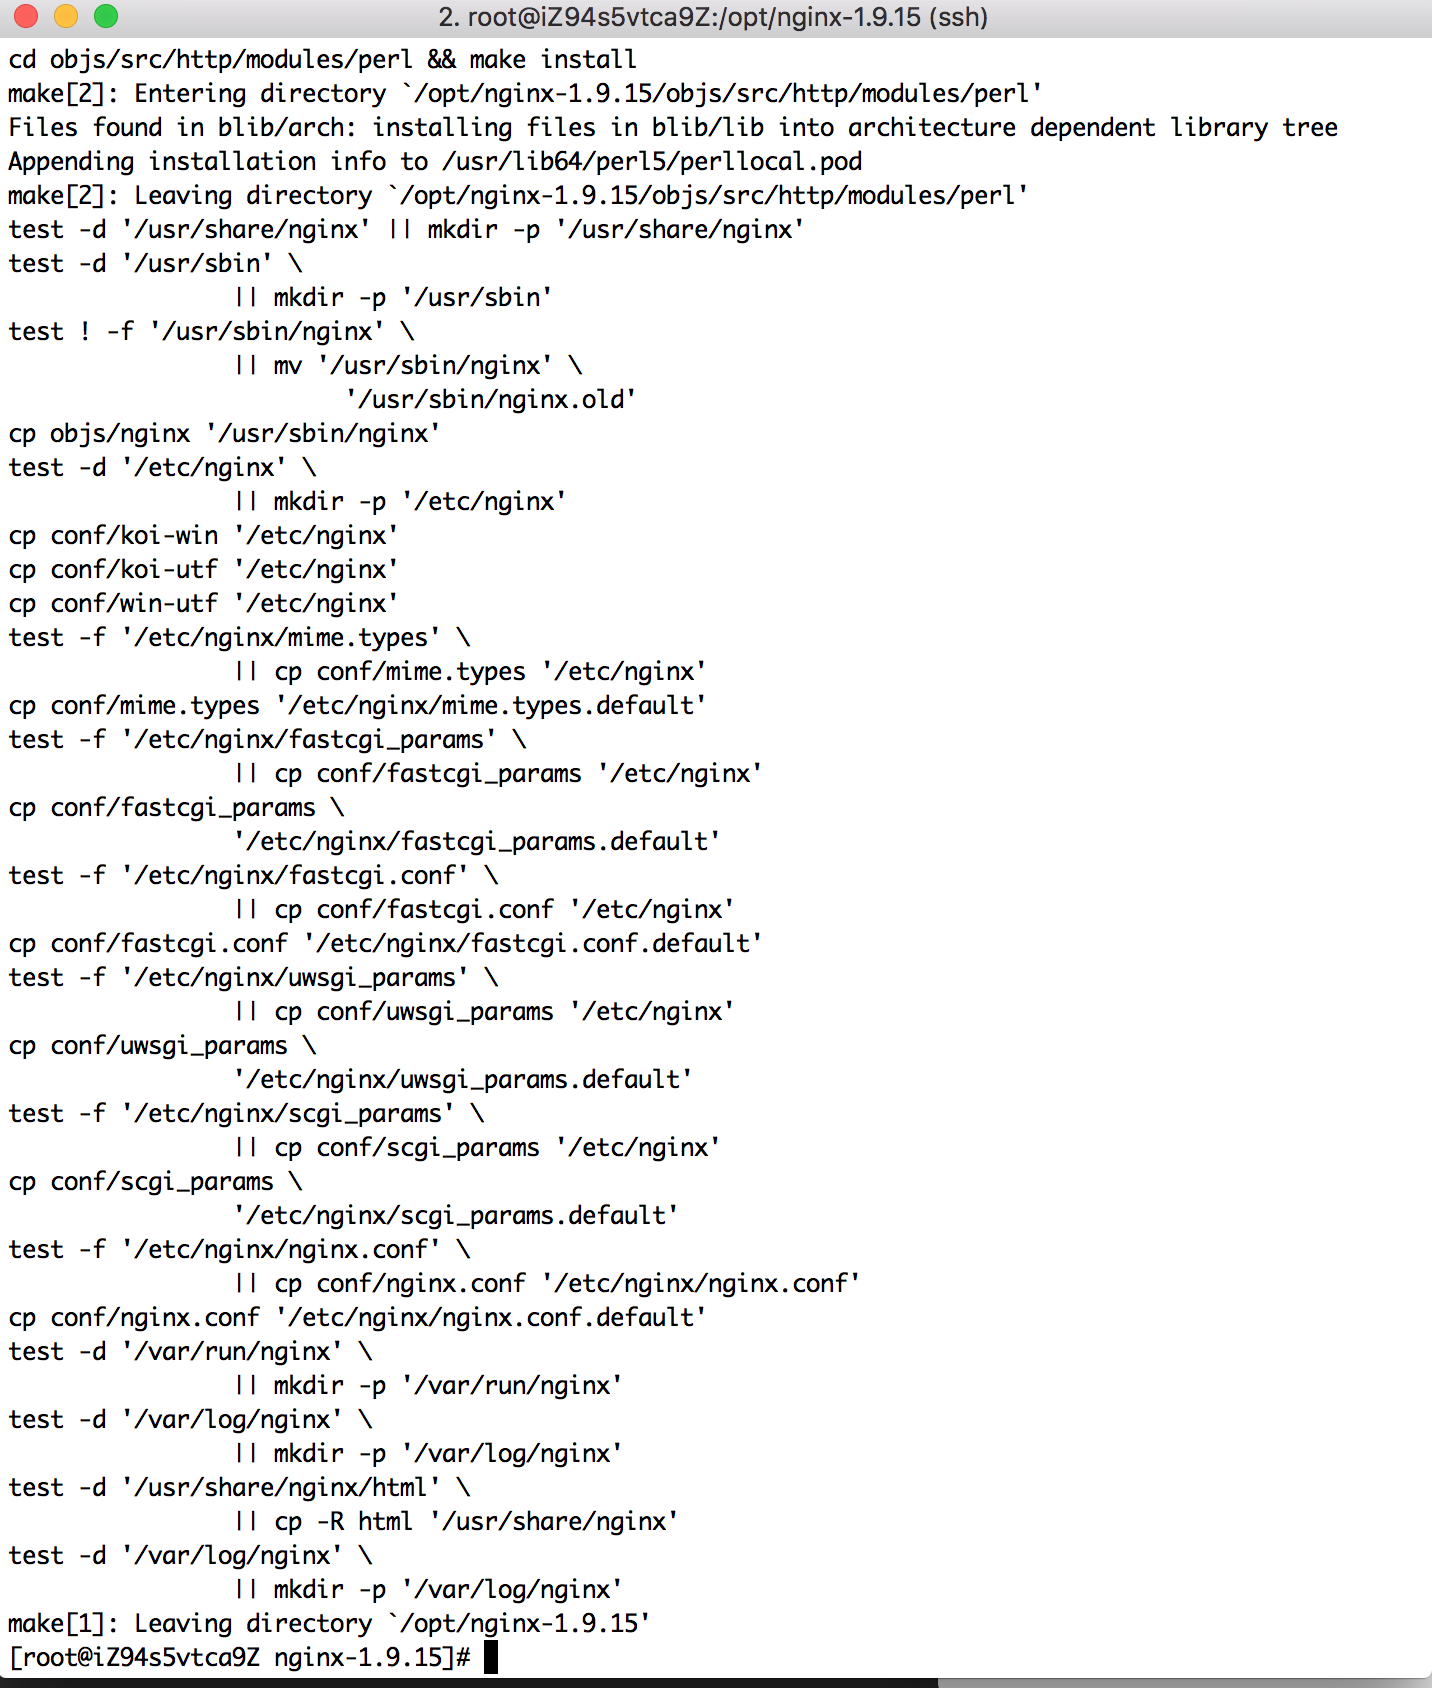 2. root@iZ94s5vtca9Z:/opt/nginx-1.9.15 (ssh)
cd objs/src/http/modules/perl && make install
make[2]: Entering directory `/opt/nginx-1.9.15/objs/src/http/modules/perl'
Files found in blib/arch: installing files in blib/lib into architecture dependent library tree
Appending installation info to /usr/lib64/perl5/perllocal.pod
make[2]: Leaving directory `/opt/nginx-1.9.15/objs/src/http/modules/perl'
test -d '/usr/share/nginx' || mkdir -p '/usr/share/nginx'
test -d '/usr/sbin' \
                || mkdir -p '/usr/sbin'
test ! -f '/usr/sbin/nginx' \
                || mv '/usr/sbin/nginx' \
                        '/usr/sbin/nginx.old'
cp objs/nginx '/usr/sbin/nginx'
test -d '/etc/nginx' \
                || mkdir -p '/etc/nginx'
cp conf/koi-win '/etc/nginx'
cp conf/koi-utf '/etc/nginx'
cp conf/win-utf '/etc/nginx'
test -f '/etc/nginx/mime.types' \
                || cp conf/mime.types '/etc/nginx'
cp conf/mime.types '/etc/nginx/mime.types.default'
test -f '/etc/nginx/fastcgi_params' \
                || cp conf/fastcgi_params '/etc/nginx'
cp conf/fastcgi_params \
                '/etc/nginx/fastcgi_params.default'
test -f '/etc/nginx/fastcgi.conf' \
                || cp conf/fastcgi.conf '/etc/nginx'
cp conf/fastcgi.conf '/etc/nginx/fastcgi.conf.default'
test -f '/etc/nginx/uwsgi_params' \
                || cp conf/uwsgi_params '/etc/nginx'
cp conf/uwsgi_params \
                '/etc/nginx/uwsgi_params.default'
test -f '/etc/nginx/scgi_params' \
                || cp conf/scgi_params '/etc/nginx'
cp conf/scgi_params \
                '/etc/nginx/scgi_params.default'
test -f '/etc/nginx/nginx.conf' \
                || cp conf/nginx.conf '/etc/nginx/nginx.conf'
cp conf/nginx.conf '/etc/nginx/nginx.conf.default'
test -d '/var/run/nginx' \
                || mkdir -p '/var/run/nginx'
test -d '/var/log/nginx' \
                || mkdir -p '/var/log/nginx'
test -d '/usr/share/nginx/html' \
                || cp -R html '/usr/share/nginx'
test -d '/var/log/nginx' \
                || mkdir -p '/var/log/nginx'
make[1]: Leaving directory `/opt/nginx-1.9.15'
[root@iZ94s5vtca9Z nginx-1.9.15]#